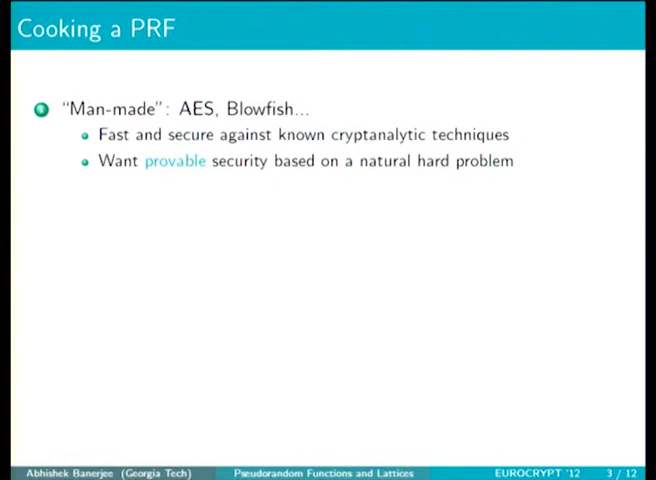 Cooking a PRF
1 "Man-made": AES, Blowfish...
Fast and secure against known cryptanalytic techniques
Want provable security based on a natural hard problem
Abhishek Banerjee (Georgia Tech) Pseudorandom Functions and Lattices EUROCRYPT '12 3 / 12